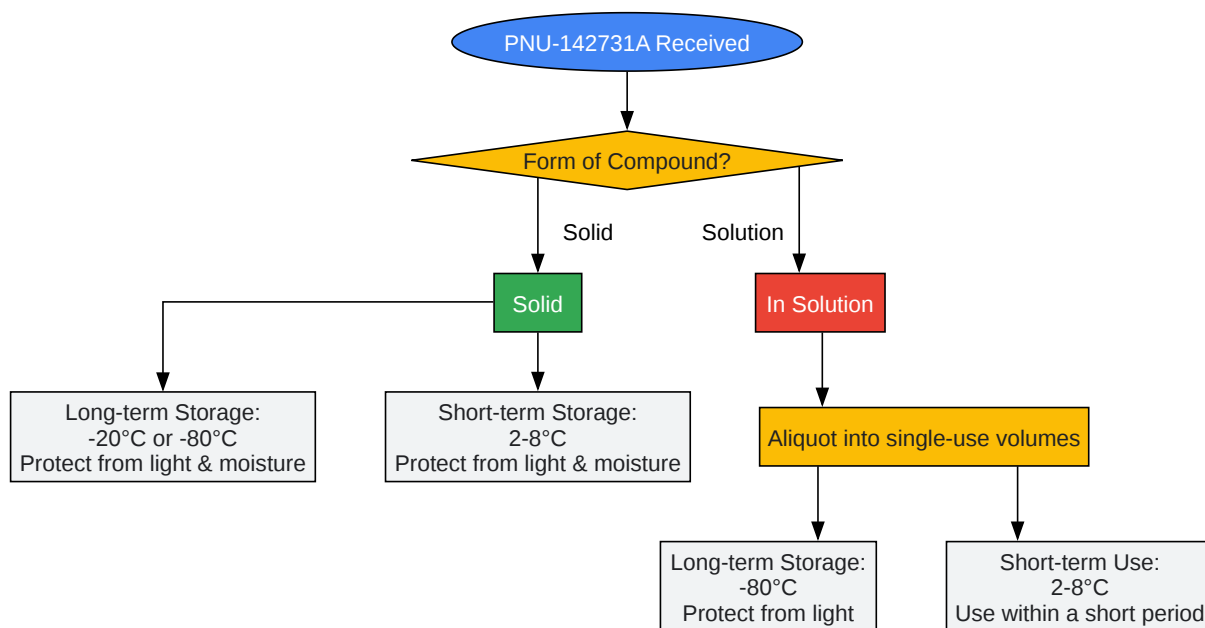 PNU-142731A Received
Form of Compound?
Solid
Solution
Solid
In Solution
Long-term Storage:
-20°C or -80°C
Protect from light & moisture
Short-term Storage:
2-8°C
Protect from light & moisture
Aliquot into single-use volumes
Long-term Storage:
-80°C
Protect from light
Short-term Use:
2-8°C
Use within a short period